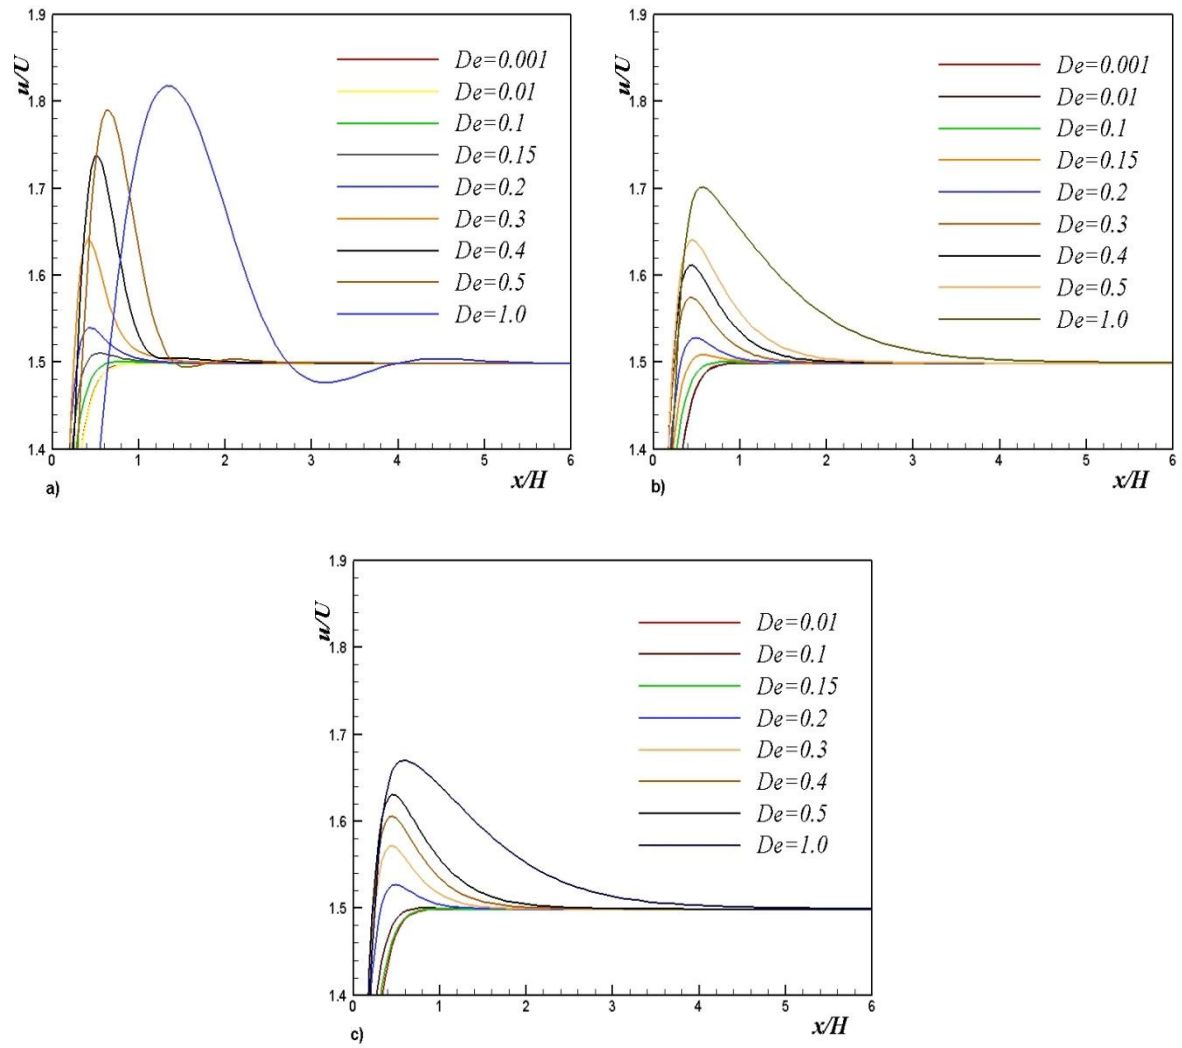 1.9
1.8
1.7
1.6
1.5
1.4
u/U
De=0.001
De=0.01
De=0.1
De=0.15
De=0.2
De=0.3
De=0.4
De=0.5
De=1.0
0 1 2 3 4 5 6
x/H
a)
1.9
1.8
1.7
1.6
1.5
1.4
u/U
De=0.001
De=0.01
De=0.1
De=0.15
De=0.2
De=0.3
De=0.4
De=0.5
De=1.0
0 1 2 3 4 5 6
x/H
b)
1.9
1.8
1.7
1.6
1.5
1.4
u/U
De=0.01
De=0.1
De=0.15
De=0.2
De=0.3
De=0.4
De=0.5
De=1.0
0 1 2 3 4 5 6
x/H
c)